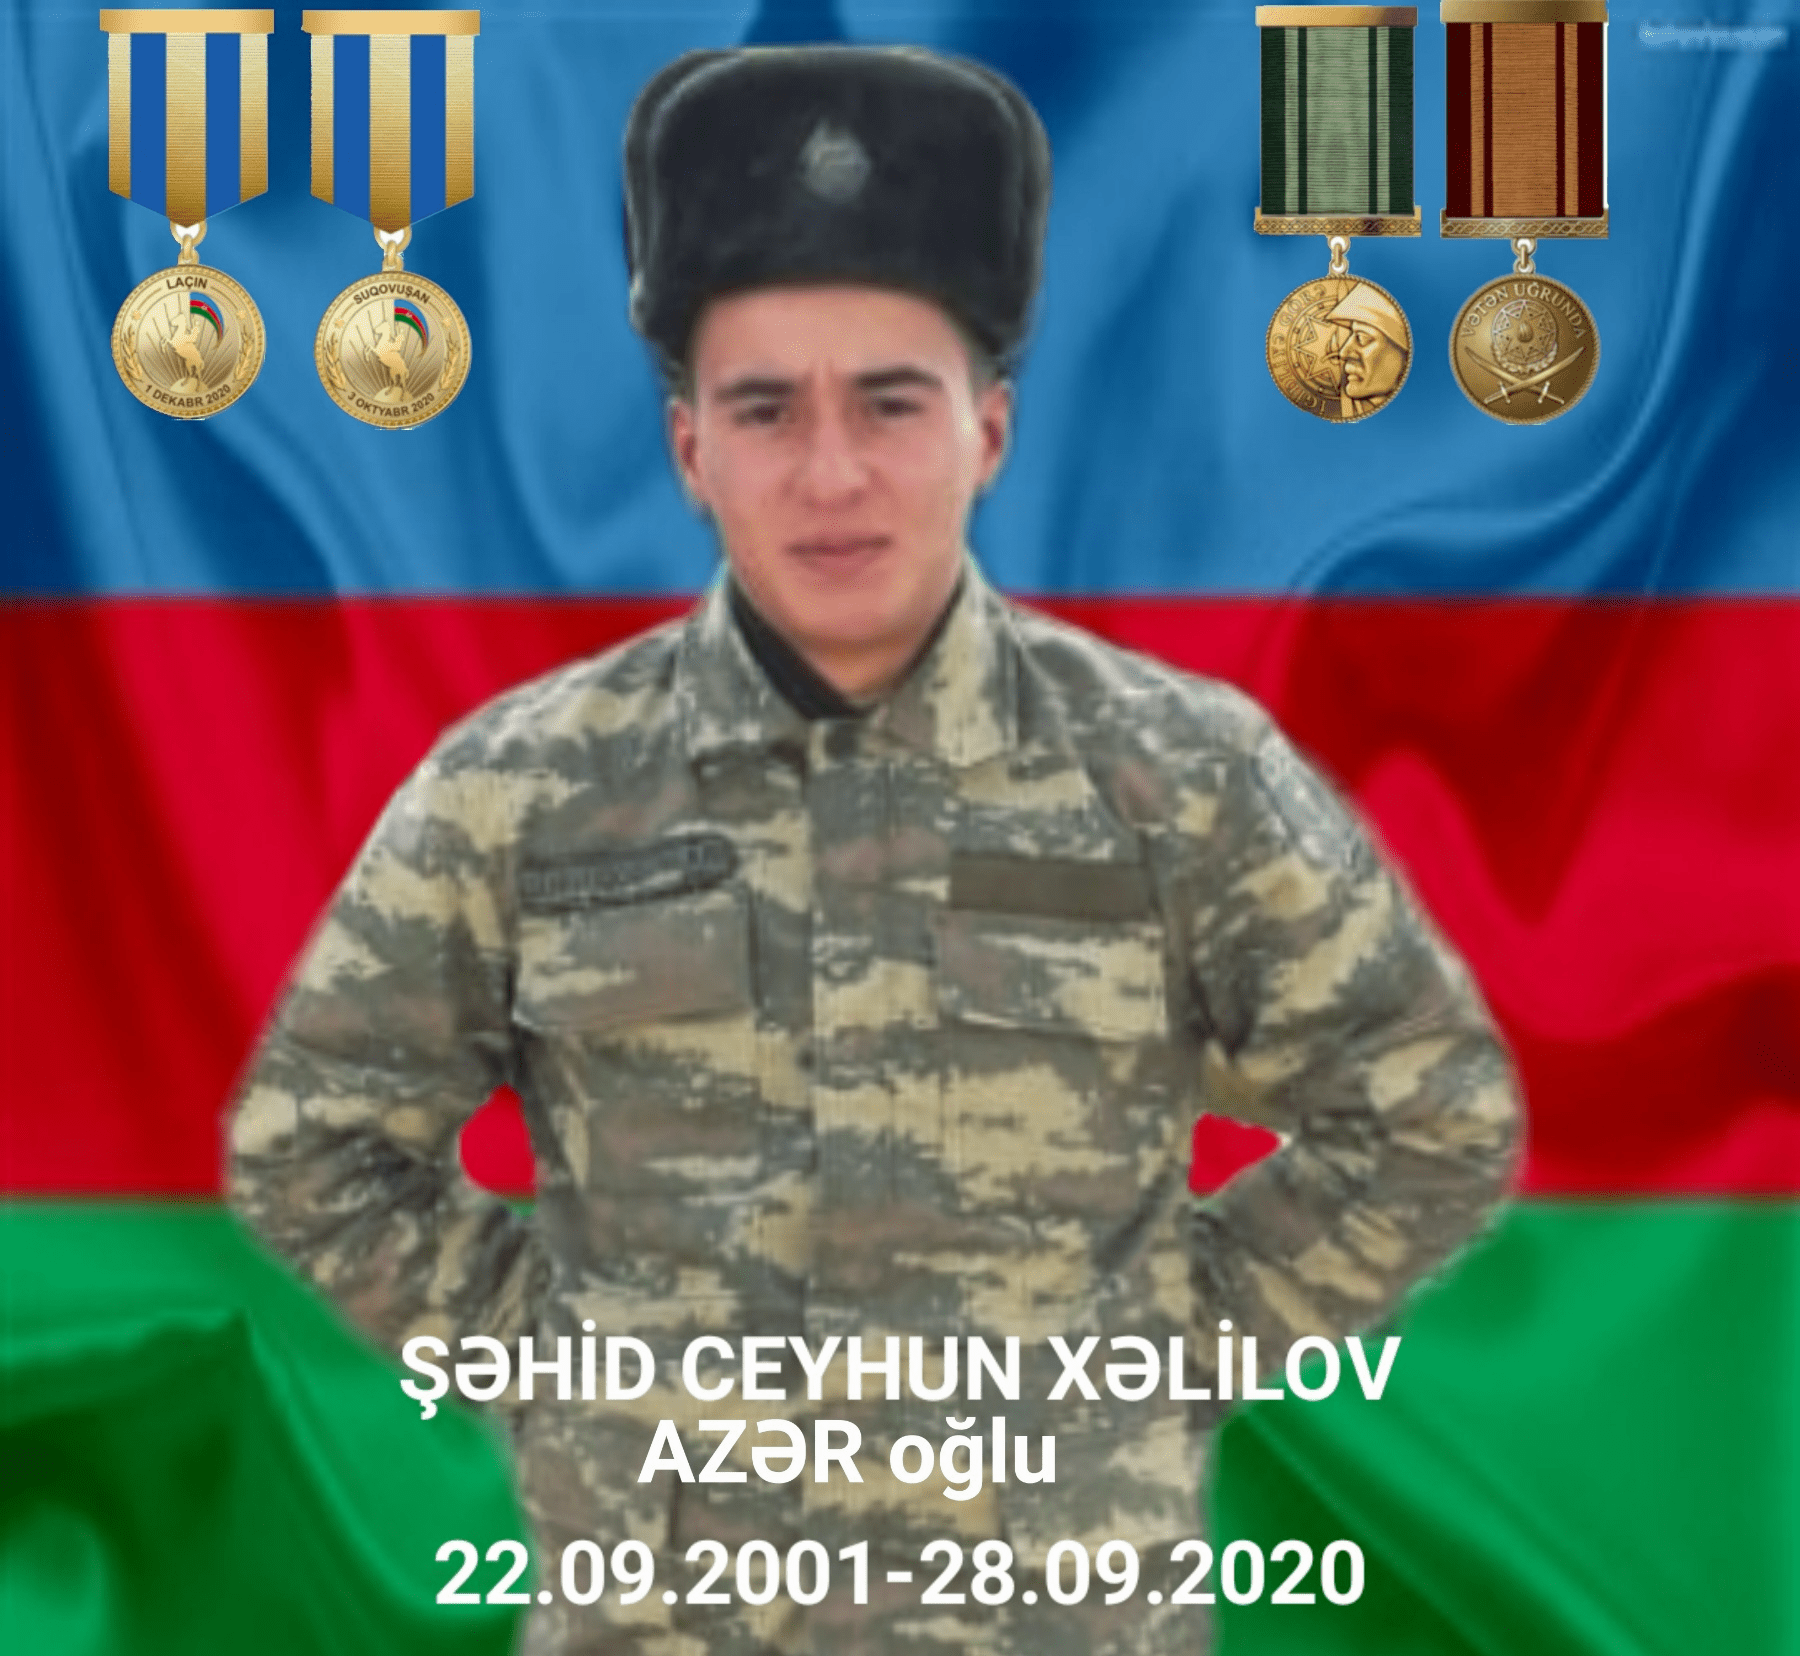 LAÇIN
1 DEKABR 2020
SUQOVUŞAN
3 OKTYABR 2020
VƏTƏN UĞRUNDA
ŞƏHİD CEYHUN XƏLİLOV
AZƏR oğlu
22.09.2001-28.09.2020